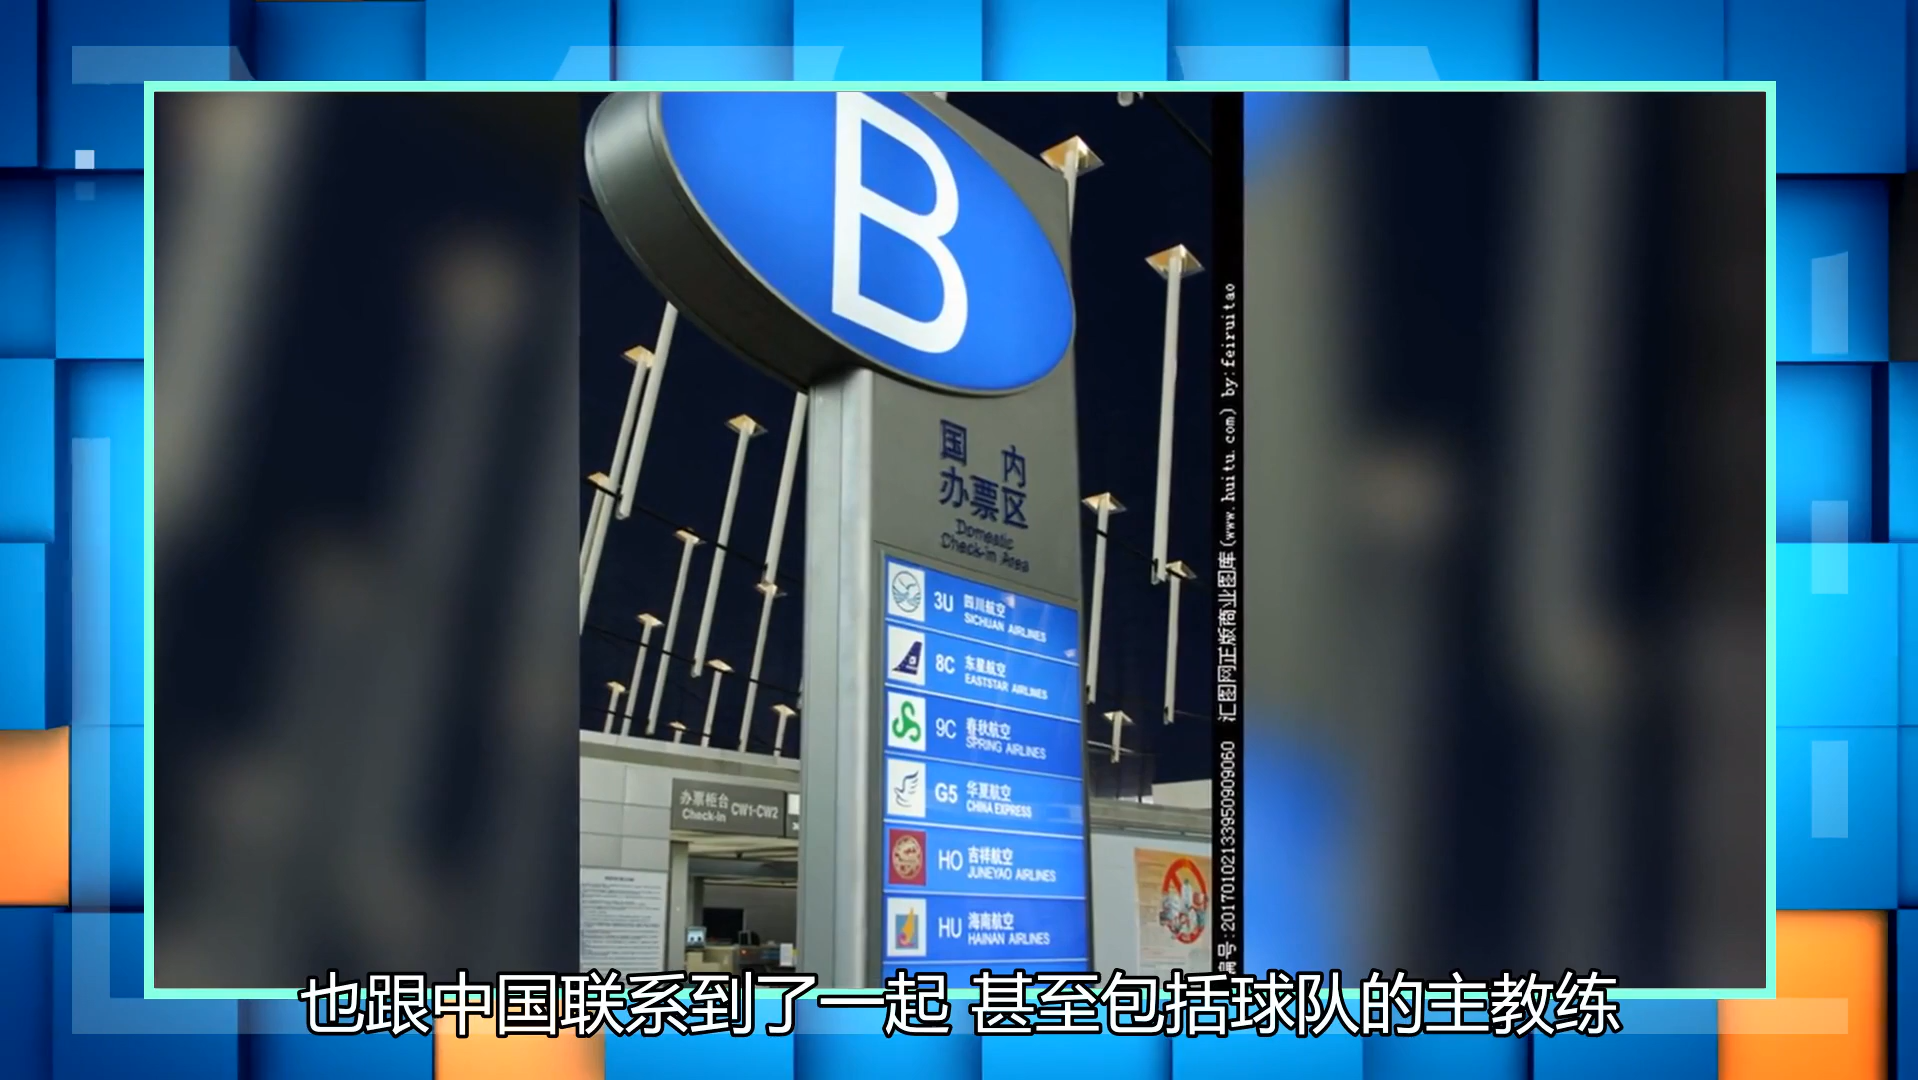 B
国 内
办票区
Domestic
Check-in Area
3U 四川航空
SICHUAN AIRLINES
8C 东星航空
EASTSTAR AIRLINES
9C 春秋航空
SPRING AIRLINES
G5 华夏航空
CHINA EXPRESS
HO 吉祥航空
JUNEYAO AIRLINES
HU 海南航空
HAINAN AIRLINES
办票柜台 CW1-CW2
Check-in
编号:20170102133950909060 汇图网正版商业图库(www.huitu.com) by:feiruitao
也跟中国联系到了一起 甚至包括球队的主教练